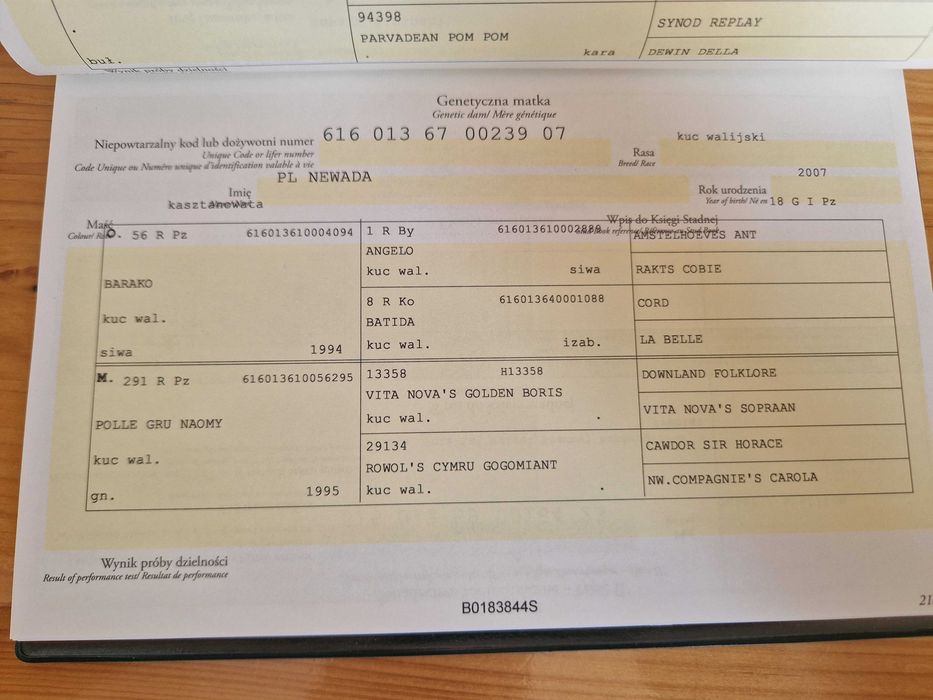 94398
PARVADEAN POM POM
kara
SYNOD REPLAY
DEWIN DELLA
buł.
Wynik próby dzielności
Genetyczna matka
Genetic dam/ Mère génétique
Niepowtarzalny kod lub dożywotni numer 616 013 67 00239 07
Unique Code or lifer number
Code Unique ou Numéro unique d'identification valable à vie
kuc walijski
Rasa
Breed/ Race
PL NEWADA
Imię
2007
Rok urodzenia
Year of birth/ Né en 18 G I Pz
kasztanowata
Maść
Wpis do Księgi Stadnej
O. 56 R Pz 616013610004094
BARAKO
kuc wal.
siwa 1994
1 R By 616013610002889
ANGELO
kuc wal. siwa
8 R Ko 616013640001088
BATIDA
kuc wal. izab.
AMSTELHOEVES ANT
RAKTS COBIE
CORD
LA BELLE
M. 291 R Pz 616013610056295
POLLE GRU NAOMY
kuc wal.
gn. 1995
13358 H13358
VITA NOVA'S GOLDEN BORIS
kuc wal.
29134
ROWOL'S CYMRU GOGOMIANT
kuc wal.
DOWNLAND FOLKLORE
VITA NOVA'S SOPRAAN
CAWDOR SIR HORACE
NW.COMPAGNIE'S CAROLA
Wynik próby dzielności
Result of performance test/ Resultat de performance
B0183844S
21